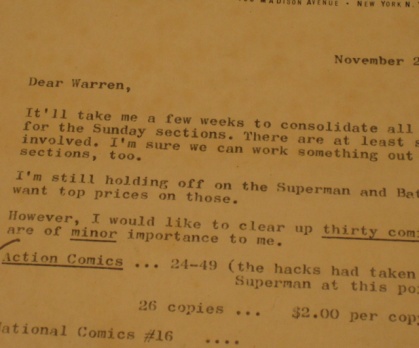 MADISON AVENUE • NEW YORK N.
November 2
Dear Warren,
It'll take me a few weeks to consolidate all
for the Sunday sections. There are at least s
involved. I'm sure we can work something out
sections, too.
I'm still holding off on the Superman and Bat
want top prices on those.
However, I would like to clear up thirty comi
are of minor importance to me.
Action Comics ... 24-49 (the hacks had taken
Superman at this po
26 copies ... $2.00 per cop
ational Comics #16 ....